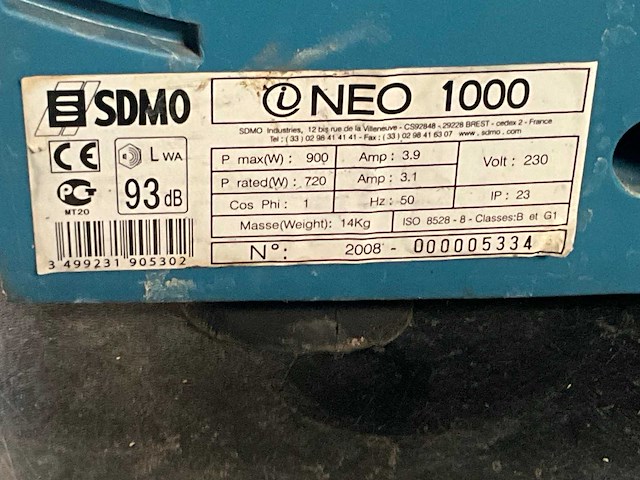 SDMO
i NEO 1000
SDMO Industries, 12 bis rue de la Villeneuve - CS92848 - 29228 BREST - cedex 2 - France
Tel : ( 33 ) 02 98 41 41 41 - Fax : ( 33 ) 02 98 41 63 07 www . sdmo . com
CE
LWA
93 dB
PCT
MT20
P max(W) : 900
Amp : 3.9
Volt : 230
P rated(W) : 720
Amp : 3.1
Cos Phi : 1
Hz : 50
IP : 23
Masse(Weight): 14Kg
ISO 8528 - 8 - Classes:B et G1
N°: 2008 - 000005334
3 499231 905302